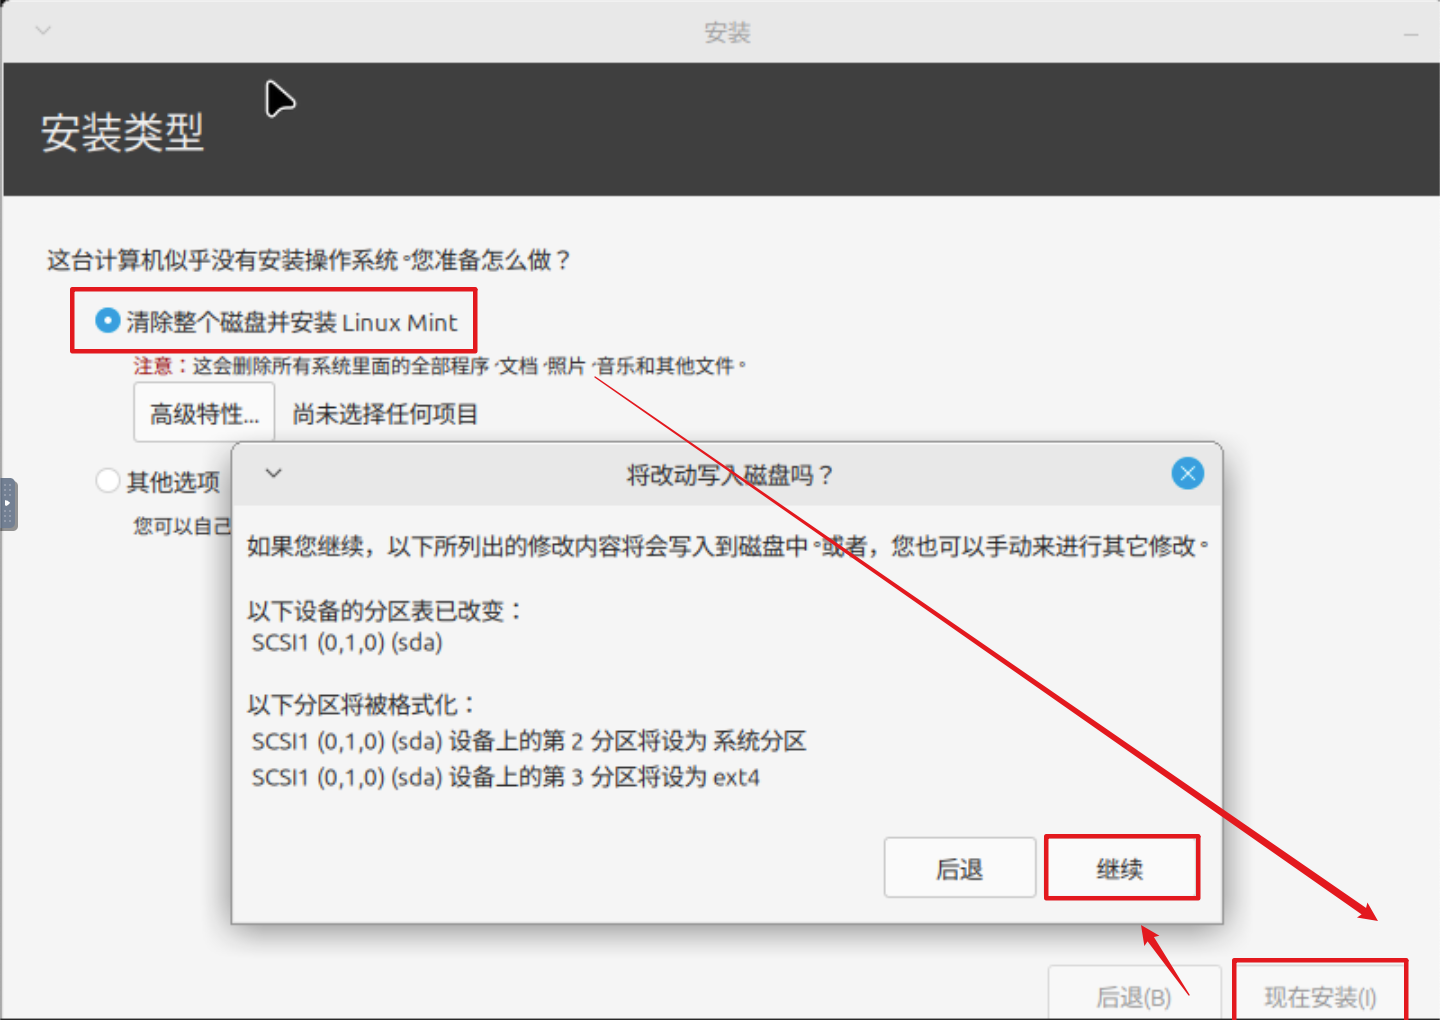 安装
安装类型
这台计算机似乎没有安装操作系统。您准备怎么做？
清除整个磁盘并安装 Linux Mint
注意：这会删除所有系统里面的全部程序、文档、照片、音乐和其他文件。
高级特性... 尚未选择任何项目
其他选项
您可以自己
将改动写入磁盘吗？
如果您继续，以下所列出的修改内容将会写入到磁盘中。或者，您也可以手动来进行其它修改。
以下设备的分区表已改变：
SCSI1 (0,1,0) (sda)
以下分区将被格式化：
SCSI1 (0,1,0) (sda) 设备上的第 2 分区将设为 系统分区
SCSI1 (0,1,0) (sda) 设备上的第 3 分区将设为 ext4
后退 继续
后退(B) 现在安装(I)